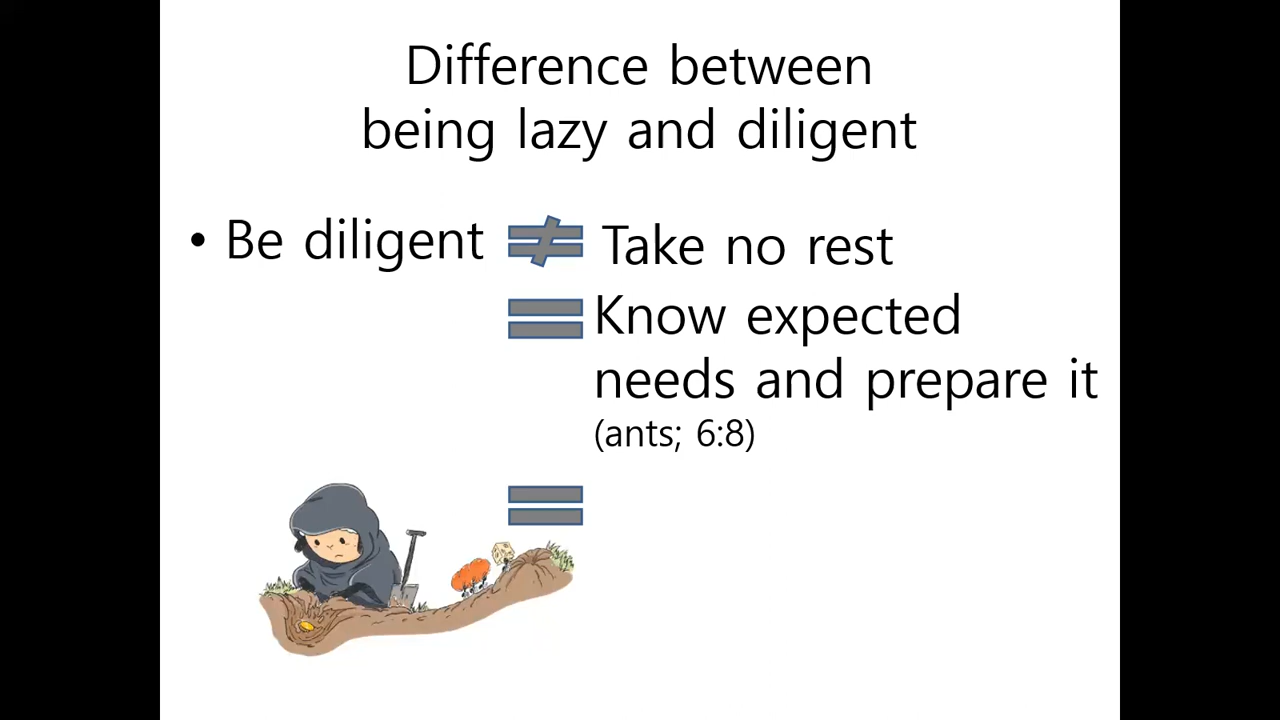 Difference between
being lazy and diligent
• Be diligent ≠ Take no rest
= Know expected
needs and prepare it
(ants; 6:8)
=